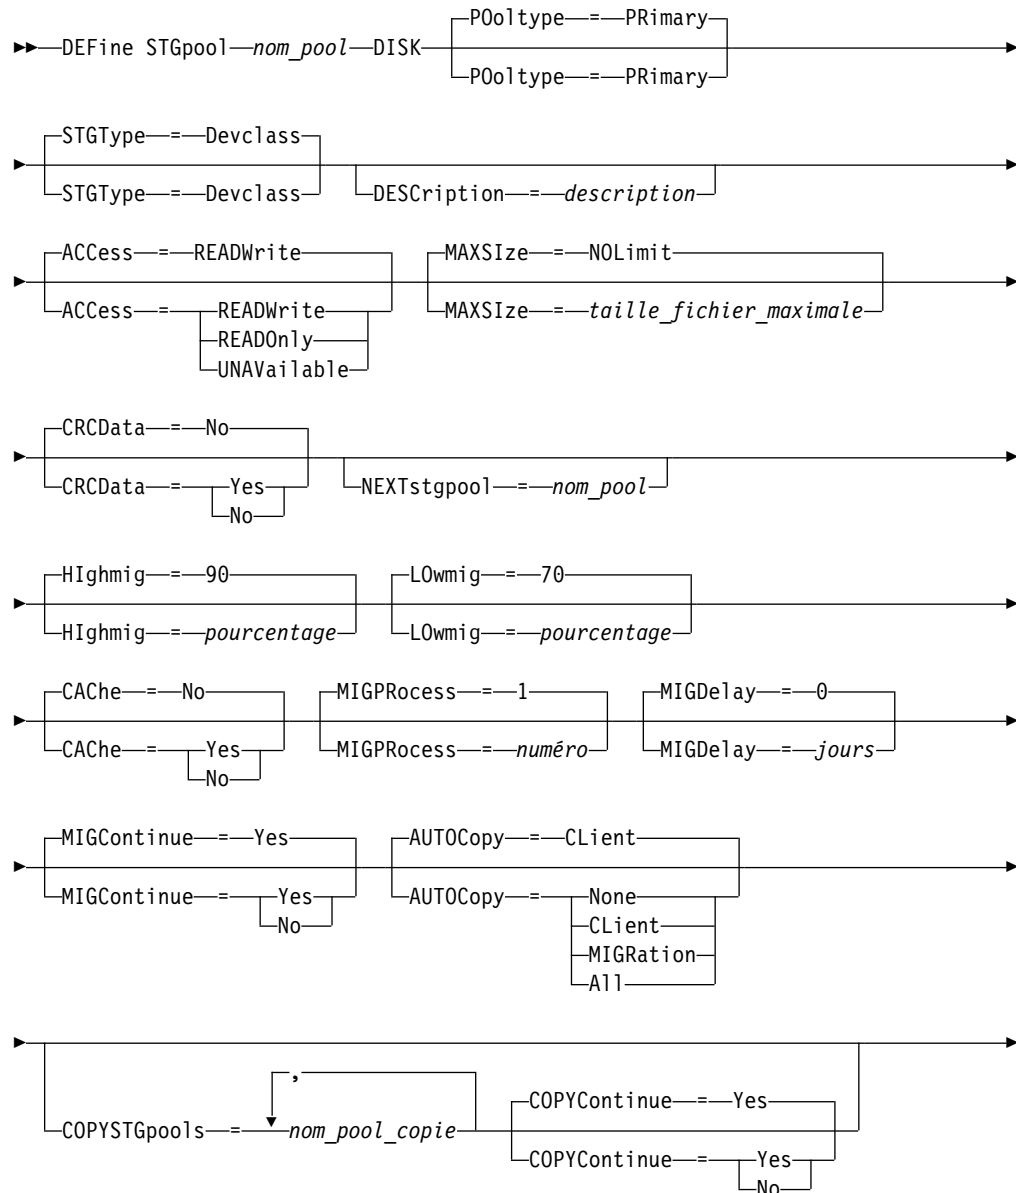 POoltype = PRimary
DEFine STGpool nom_pool DISK
POoltype = PRimary
STGType = Devclass
STGType = Devclass
DESCription = description
ACCess = READWrite
ACCess = READWrite
READOnly
UNAVailable
MAXSIze = NOLimit
MAXSIze = taille_fichier_maximale
CRCData = No
CRCData = Yes
No
NEXTstgpool = nom_pool
HIghmig = 90
HIghmig = pourcentage
LOwmig = 70
LOwmig = pourcentage
CAChe = No
CAChe = Yes
No
MIGPRocess = 1
MIGPRocess = numéro
MIGDelay = 0
MIGDelay = jours
MIGContinue = Yes
MIGContinue = Yes
No
AUTOCopy = CLient
AUTOCopy = None
CLient
MIGRation
All
,
COPYSTGpools = nom_pool_copie
COPYContinue = Yes
COPYContinue = Yes
No